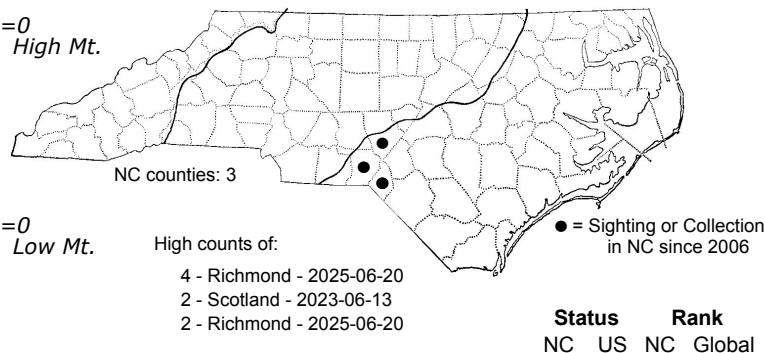 =0
High Mt.
NC counties: 3
=0
Low Mt.
High counts of:
4 - Richmond - 2025-06-20
2 - Scotland - 2023-06-13
2 - Richmond - 2025-06-20
● = Sighting or Collection
in NC since 2006
Status Rank
NC US NC Global